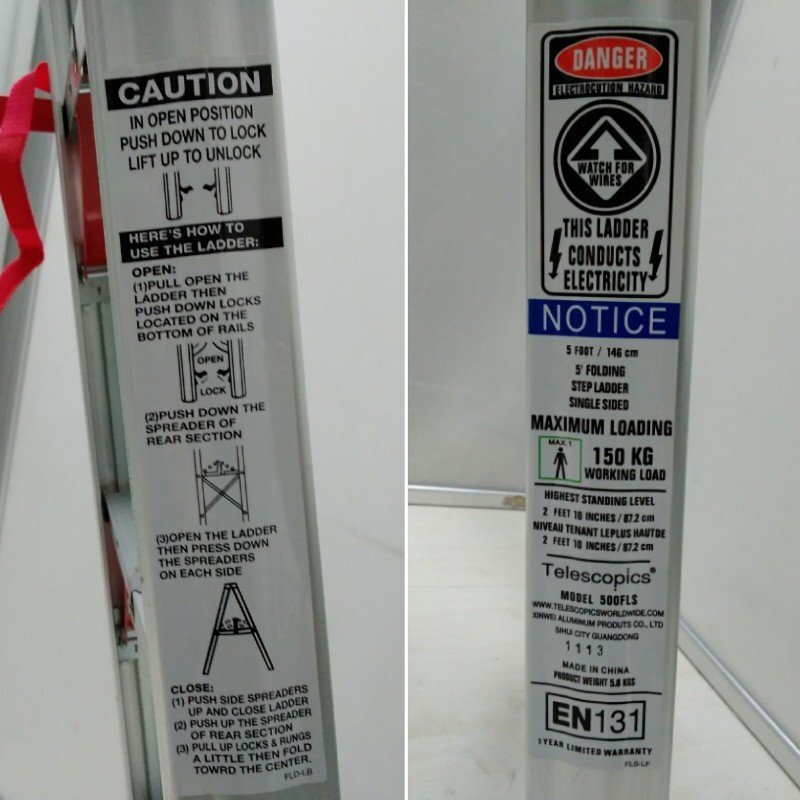 CAUTION
IN OPEN POSITION
PUSH DOWN TO LOCK
LIFT UP TO UNLOCK
HERE'S HOW TO
USE THE LADDER:
OPEN:
(1)PULL OPEN THE
LADDER THEN
PUSH DOWN LOCKS
LOCATED ON THE
BOTTOM OF RAILS
OPEN
LOCK
(2)PUSH DOWN THE
SPREADER OF
REAR SECTION
(3)OPEN THE LADDER
THEN PRESS DOWN
THE SPREADERS
ON EACH SIDE
CLOSE:
(1) PUSH SIDE SPREADERS
UP AND CLOSE LADDER
(2) PUSH UP THE SPREADER
OF REAR SECTION
(3) PULL UP LOCKS & RUNGS
A LITTLE THEN FOLD
TOWRD THE CENTER.
FLD-LB
DANGER
ELECTROCUTION HAZARD
WATCH FOR
WIRES
THIS LADDER
CONDUCTS
ELECTRICITY
NOTICE
5 FOOT / 146 cm
5' FOLDING
STEP LADDER
SINGLE SIDED
MAXIMUM LOADING
MAX.1
150 KG
WORKING LOAD
HIGHEST STANDING LEVEL
2 FEET 10 INCHES / 87.2 cm
NIVEAU TENANT LEPLUS HAUTDE
2 FEET 10 INCHES / 87.2 cm
Telescopics®
MODEL 500FLS
WWW.TELESCOPICSWORLDWIDE.COM
XINWEI ALUMINUM PRODUTS CO., LTD
SIHUI CITY GUANGDONG
1113
MADE IN CHINA
PRODUCT WEIGHT 5.8 KGS
EN131
1 YEAR LIMITED WARRANTY
FLS-LF